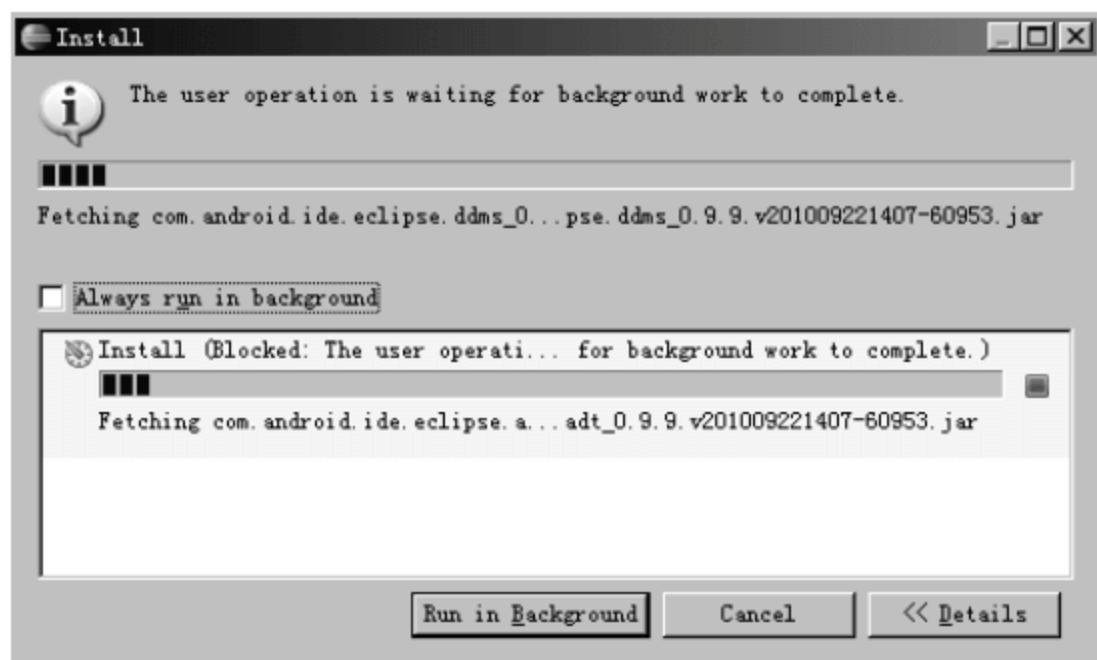 Install
The user operation is waiting for background work to complete.
Fetching com.android.ide.eclipse.ddms_0...pse.ddms_0.9.9.v201009221407-60953.jar
Always run in background
Install (Blocked: The user operati... for background work to complete.)
Fetching com.android.ide.eclipse.a...adt_0.9.9.v201009221407-60953.jar
Run in Background Cancel << Details